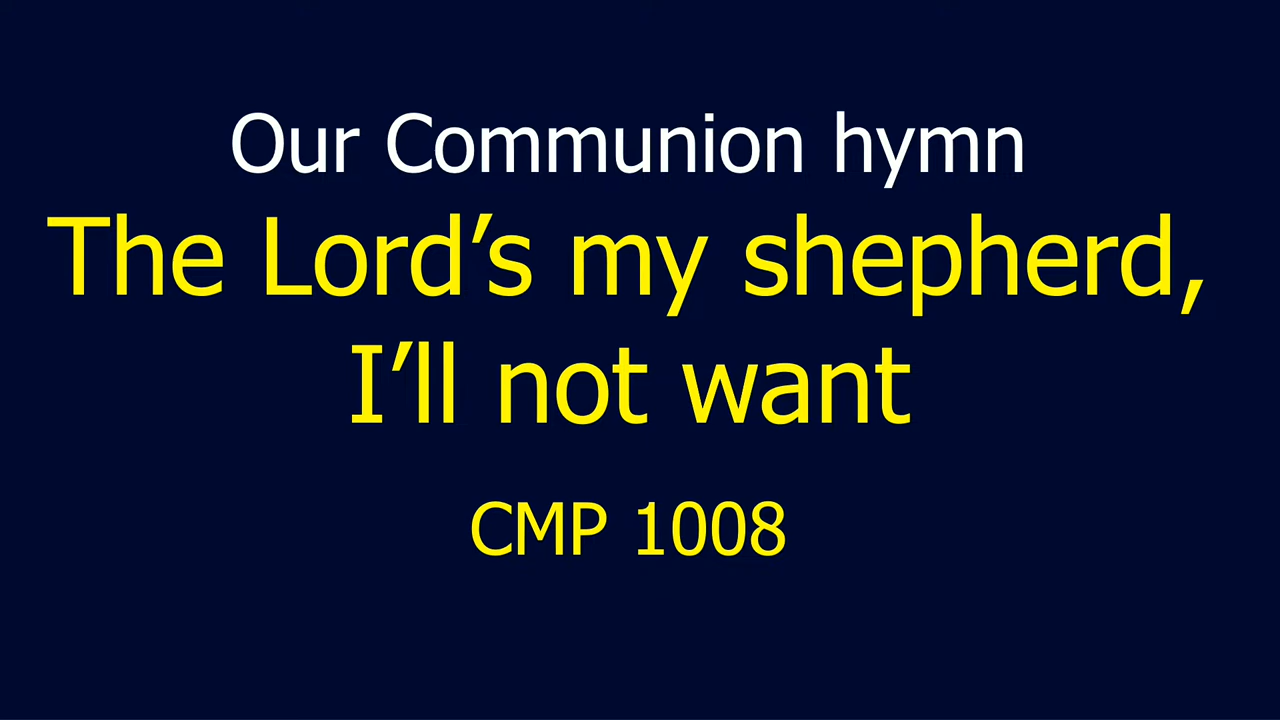 Our Communion hymn
The Lord’s my shepherd,
I’ll not want
CMP 1008